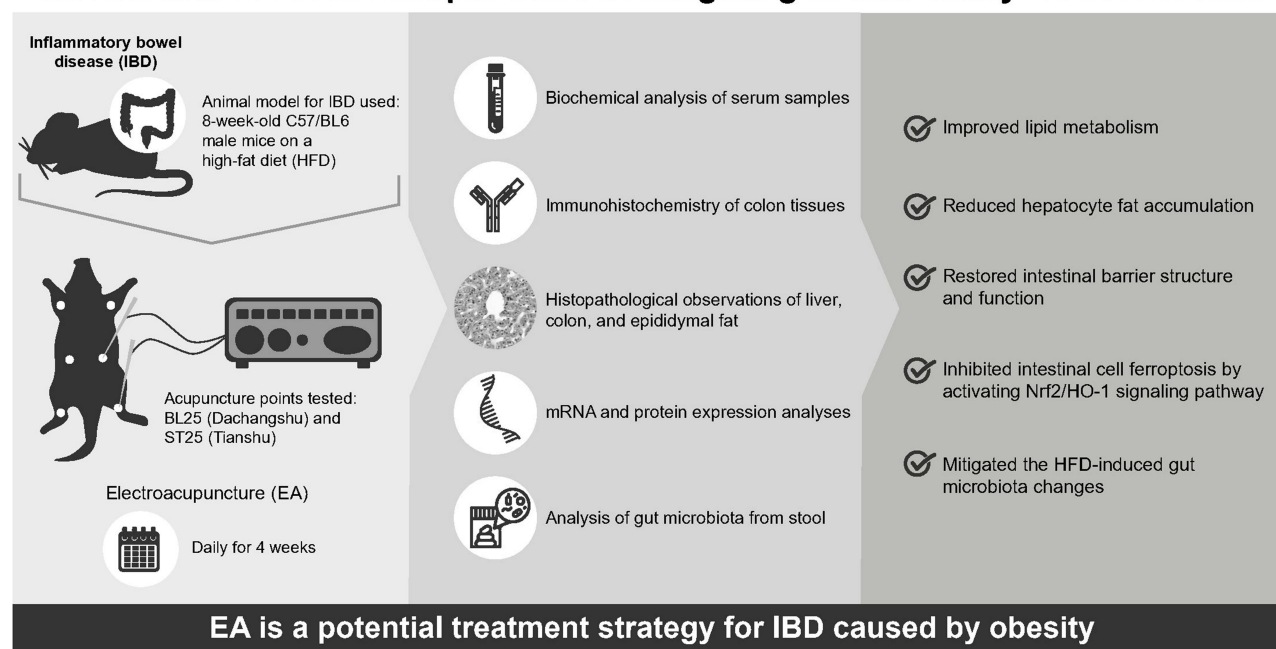 Inflammatory bowel
disease (IBD)
Animal model for IBD used:
8-week-old C57/BL6
male mice on a
high-fat diet (HFD)
Acupuncture points tested:
BL25 (Dachangshu) and
ST25 (Tianshu)
Electroacupuncture (EA)
Daily for 4 weeks
Biochemical analysis of serum samples
Immunohistochemistry of colon tissues
Histopathological observations of liver,
colon, and epididymal fat
mRNA and protein expression analyses
Analysis of gut microbiota from stool
Improved lipid metabolism
Reduced hepatocyte fat accumulation
Restored intestinal barrier structure
and function
Inhibited intestinal cell ferroptosis by
activating Nrf2/HO-1 signaling pathway
Mitigated the HFD-induced gut
microbiota changes
EA is a potential treatment strategy for IBD caused by obesity